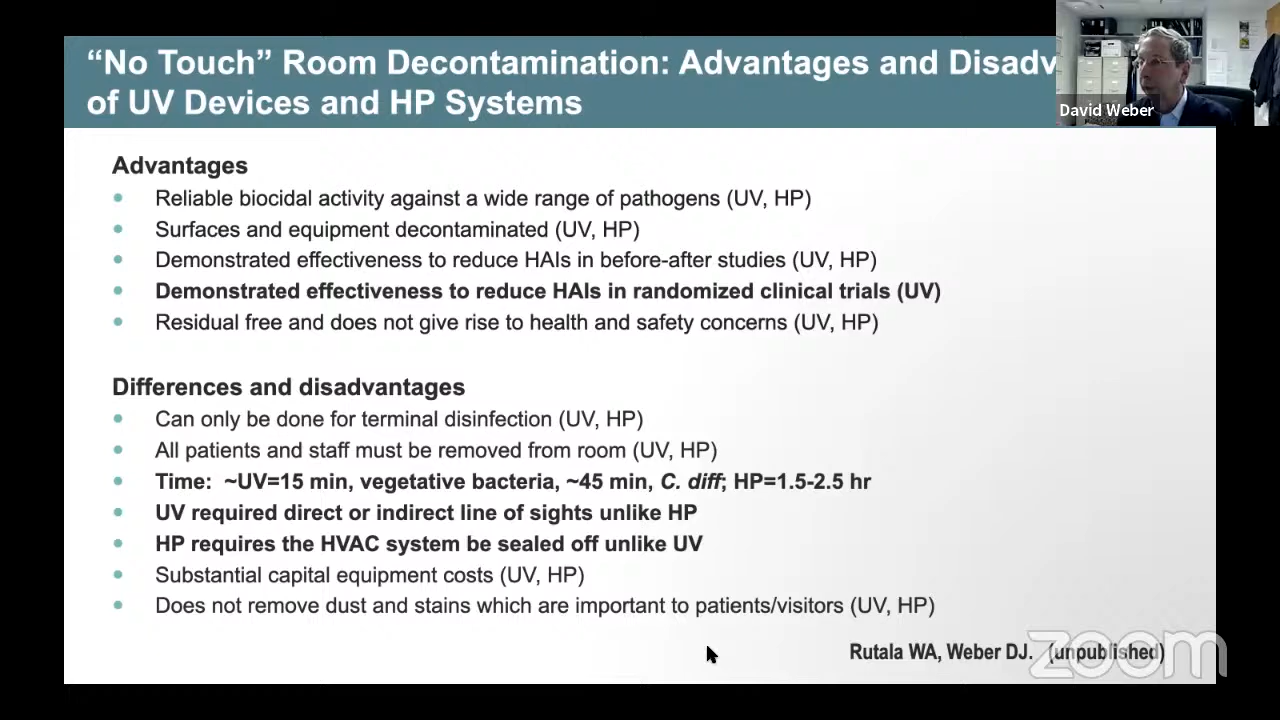 “No Touch” Room Decontamination: Advantages and Disadv
of UV Devices and HP Systems
David Weber
Advantages
• Reliable biocidal activity against a wide range of pathogens (UV, HP)
• Surfaces and equipment decontaminated (UV, HP)
• Demonstrated effectiveness to reduce HAIs in before-after studies (UV, HP)
• Demonstrated effectiveness to reduce HAIs in randomized clinical trials (UV)
• Residual free and does not give rise to health and safety concerns (UV, HP)
Differences and disadvantages
• Can only be done for terminal disinfection (UV, HP)
• All patients and staff must be removed from room (UV, HP)
• Time: ~UV=15 min, vegetative bacteria, ~45 min, C. diff; HP=1.5-2.5 hr
• UV required direct or indirect line of sights unlike HP
• HP requires the HVAC system be sealed off unlike UV
• Substantial capital equipment costs (UV, HP)
• Does not remove dust and stains which are important to patients/visitors (UV, HP)
Rutala WA, Weber DJ. (unpublished)
zoom